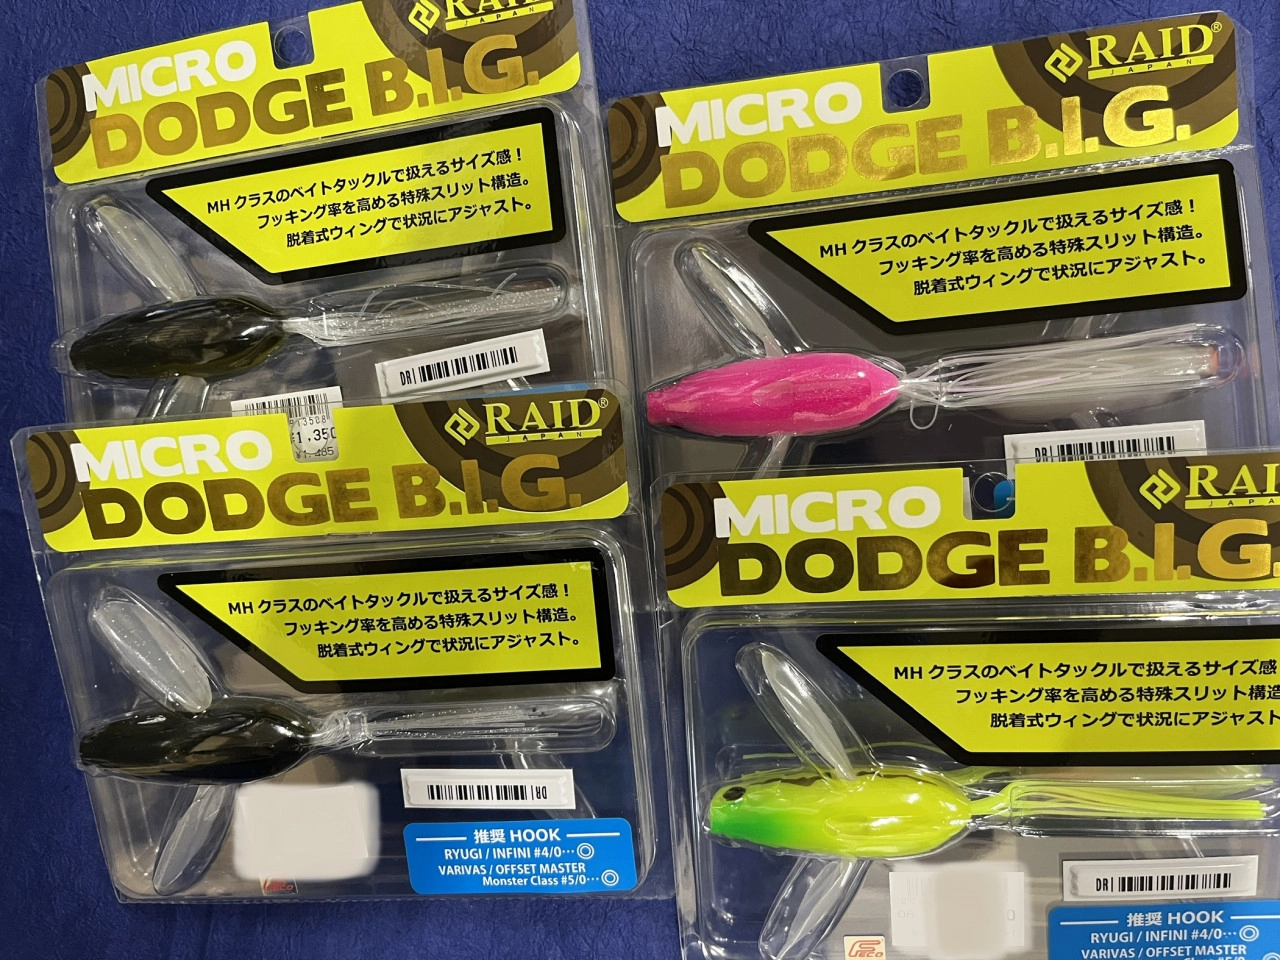 RAID
JAPAN
MICRO
DODGE B.I.G.
MH クラスのベイトタックルで扱えるサイズ感！
フッキング率を高める特殊スリット構造。
脱着式ウィングで状況にアジャスト。
DR
RAID®
JAPAN
MICRO
DODGE B.I.G.
MH クラスのベイトタックルで扱えるサイズ感！
フッキング率を高める特殊スリット構造。
脱着式ウィングで状況にアジャスト。
DR
¥1,350
RAID®
JAPAN
MICRO
DODGE B.I.G.
MH クラスのベイトタックルで扱えるサイズ感！
フッキング率を高める特殊スリット構造。
脱着式ウィングで状況にアジャスト。
DR
推奨 HOOK
RYUGI / INFINI #4/0…◎
VARIVAS / OFFSET MASTER
Monster Class #5/0…◎
FECO
RAI
JAPAN
MICRO
DODGE B.I.G.
MH クラスのベイトタックルで扱えるサイズ感
フッキング率を高める特殊スリット構造
脱着式ウィングで状況にアジャスト
DR
推奨 HOOK
RYUGI / INFINI #4/0…◎
VARIVAS / OFFSET MASTER
FECO